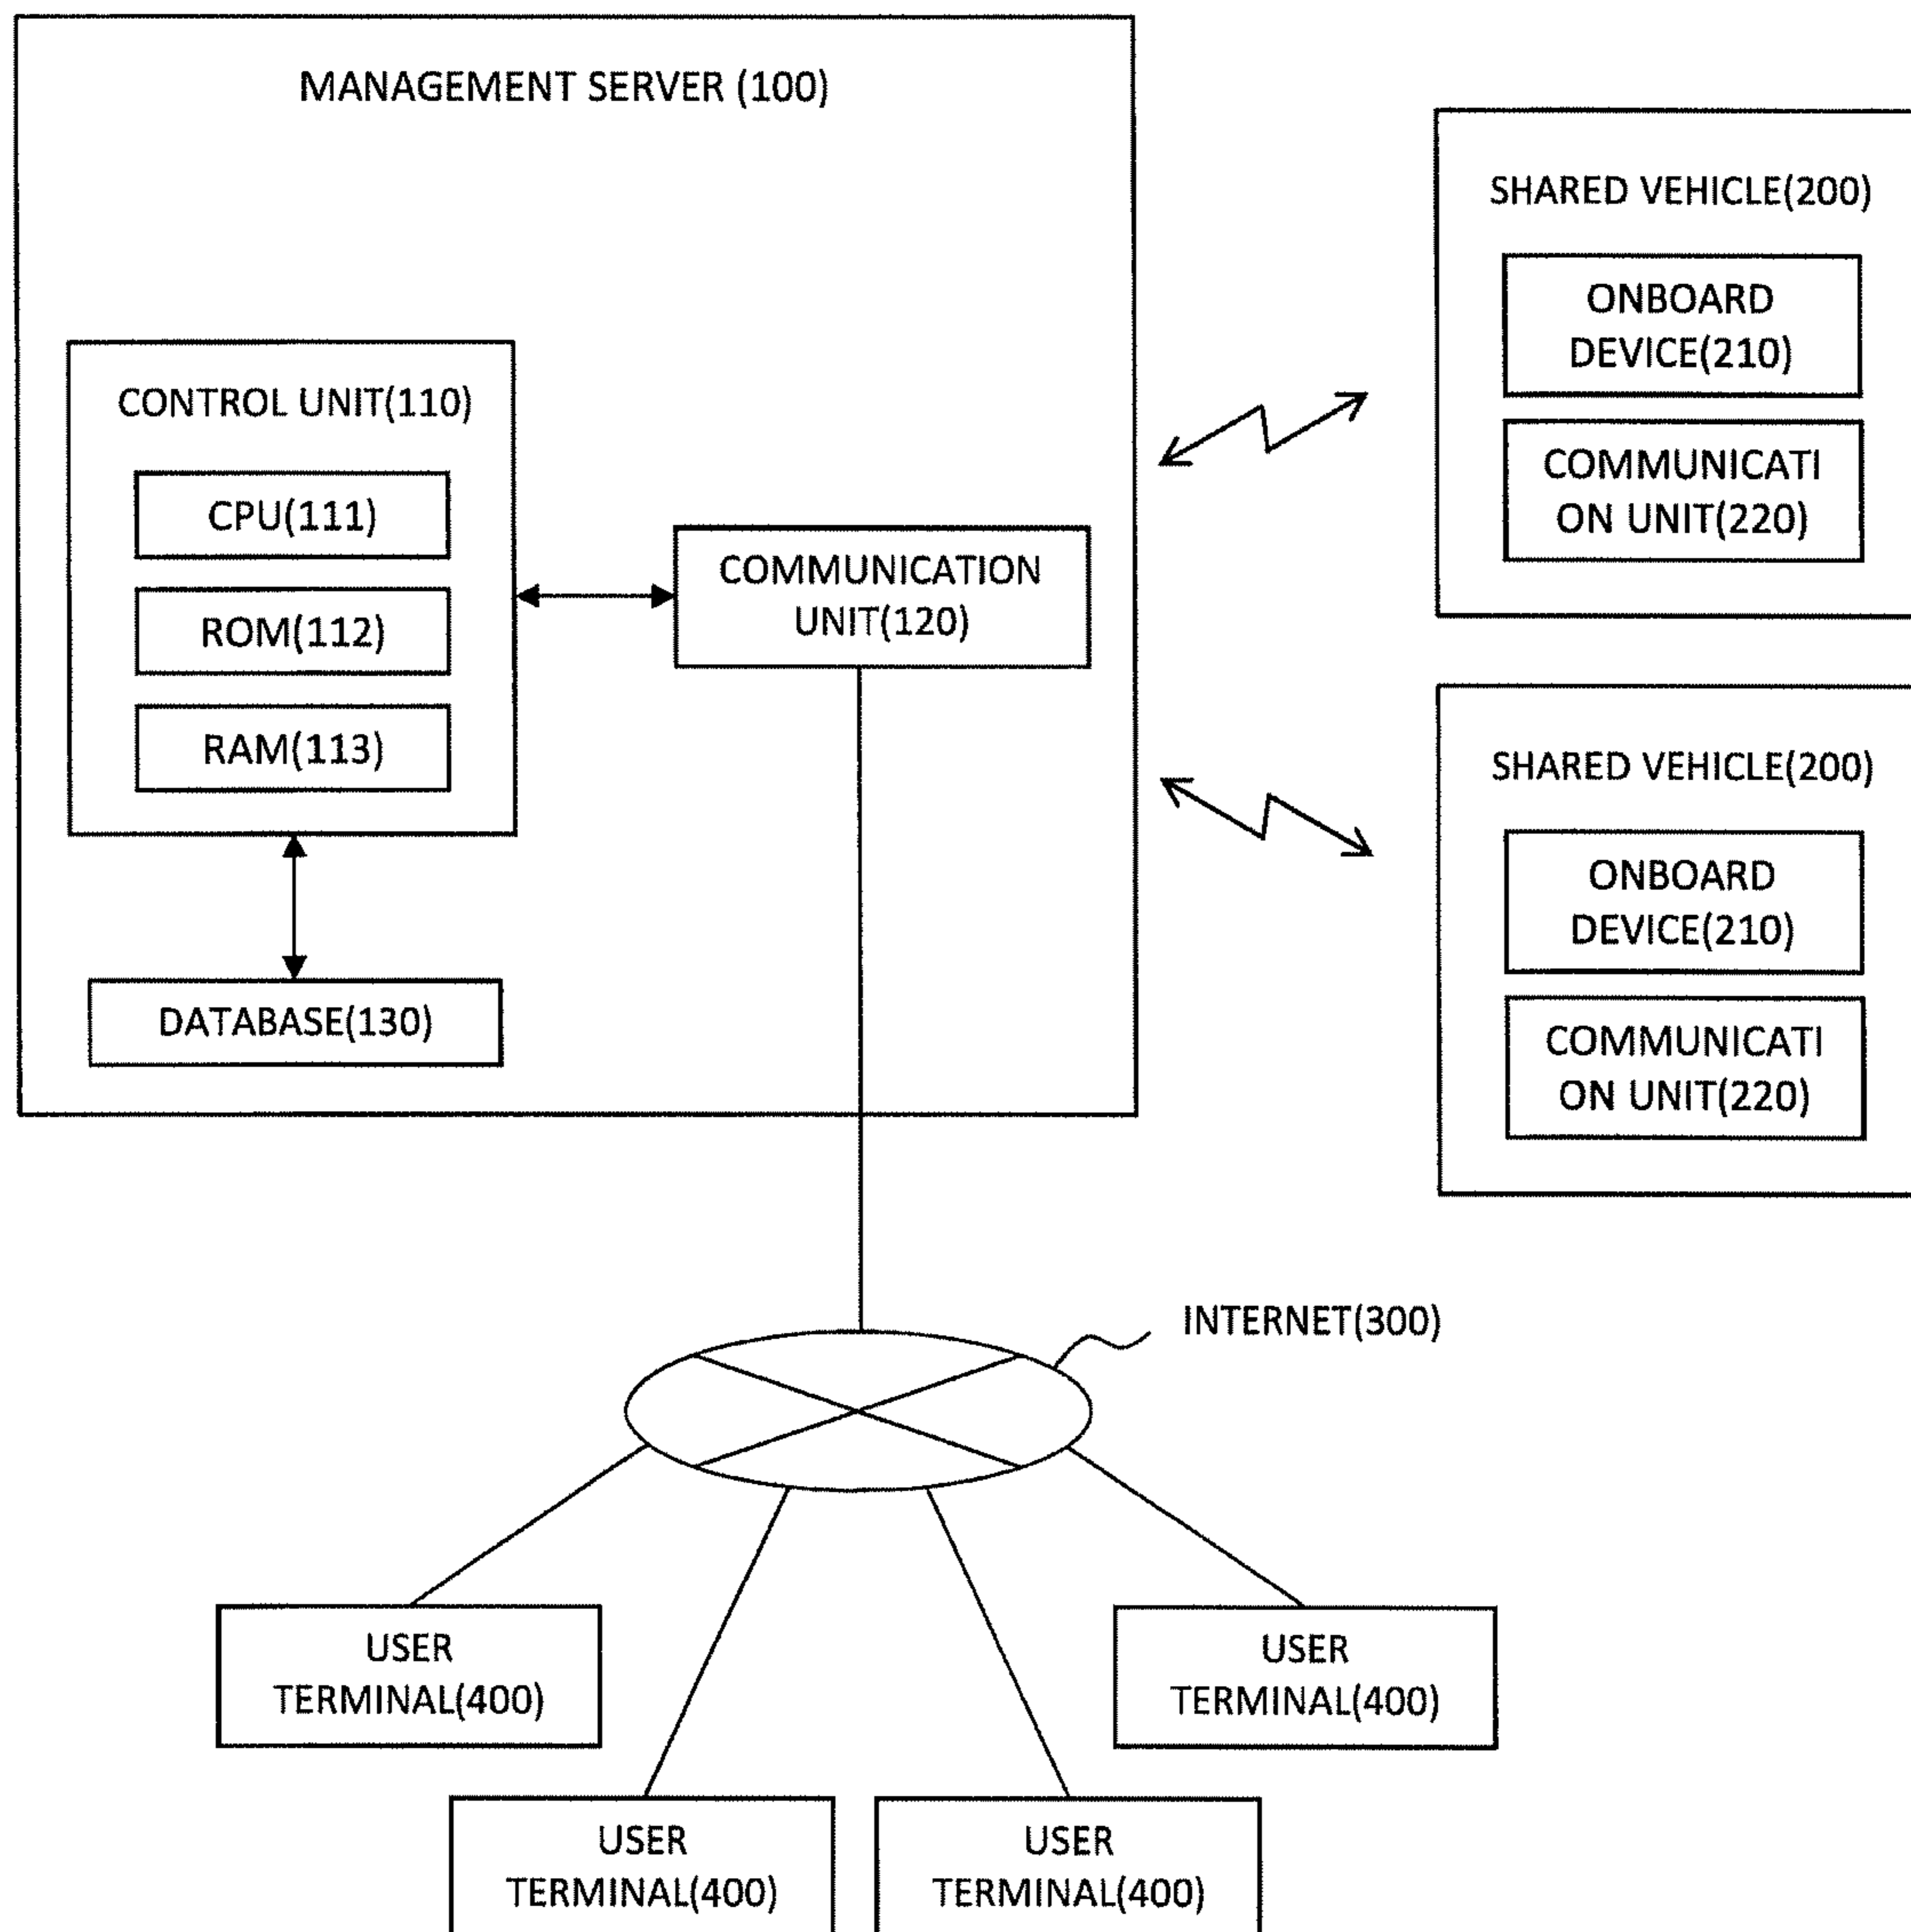 MANAGEMENT SERVER (100)
CONTROL UNIT(110)
CPU(111)
ROM(112)
RAM(113)
COMMUNICATION
UNIT(120)
DATABASE(130)
SHARED VEHICLE(200)
ONBOARD
DEVICE(210)
COMMUNICATI
ON UNIT(220)
SHARED VEHICLE(200)
ONBOARD
DEVICE(210)
COMMUNICATI
ON UNIT(220)
INTERNET(300)
USER
TERMINAL(400)
USER
TERMINAL(400)
USER
TERMINAL(400)
USER
TERMINAL(400)